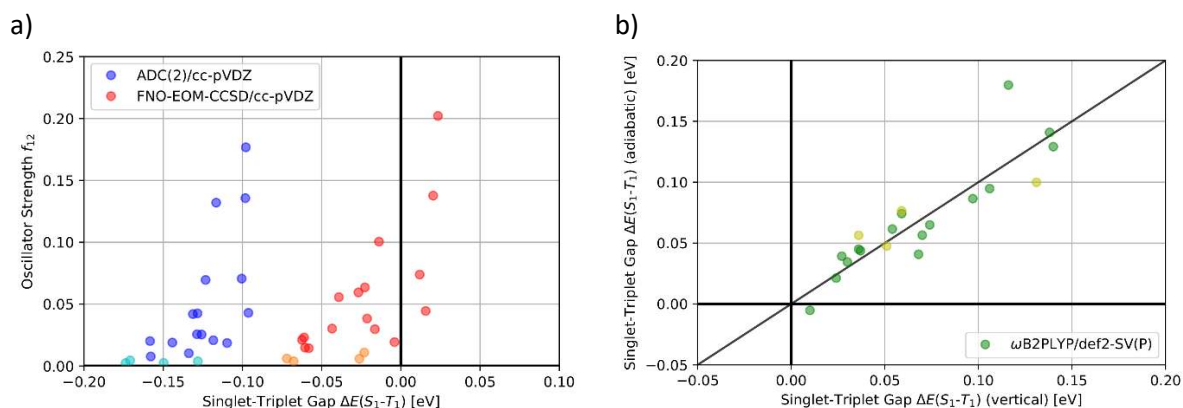 a)
0.25
0.20
0.15
0.10
0.05
0.00
Oscillator Strength f12
ADC(2)/cc-pVDZ
FNO-EOM-CCSD/cc-pVDZ
−0.20
−0.15
−0.10
−0.05
0.00
0.05
0.10
Singlet-Triplet Gap ΔE(S1-T1) [eV]
b)
0.20
0.15
0.10
0.05
0.00
−0.05
Singlet-Triplet Gap ΔE(S1-T1) (adiabatic) [eV]
ωB2PLYP/def2-SV(P)
−0.05
0.00
0.05
0.10
0.15
0.20
Singlet-Triplet Gap ΔE(S1-T1) (vertical) [eV]